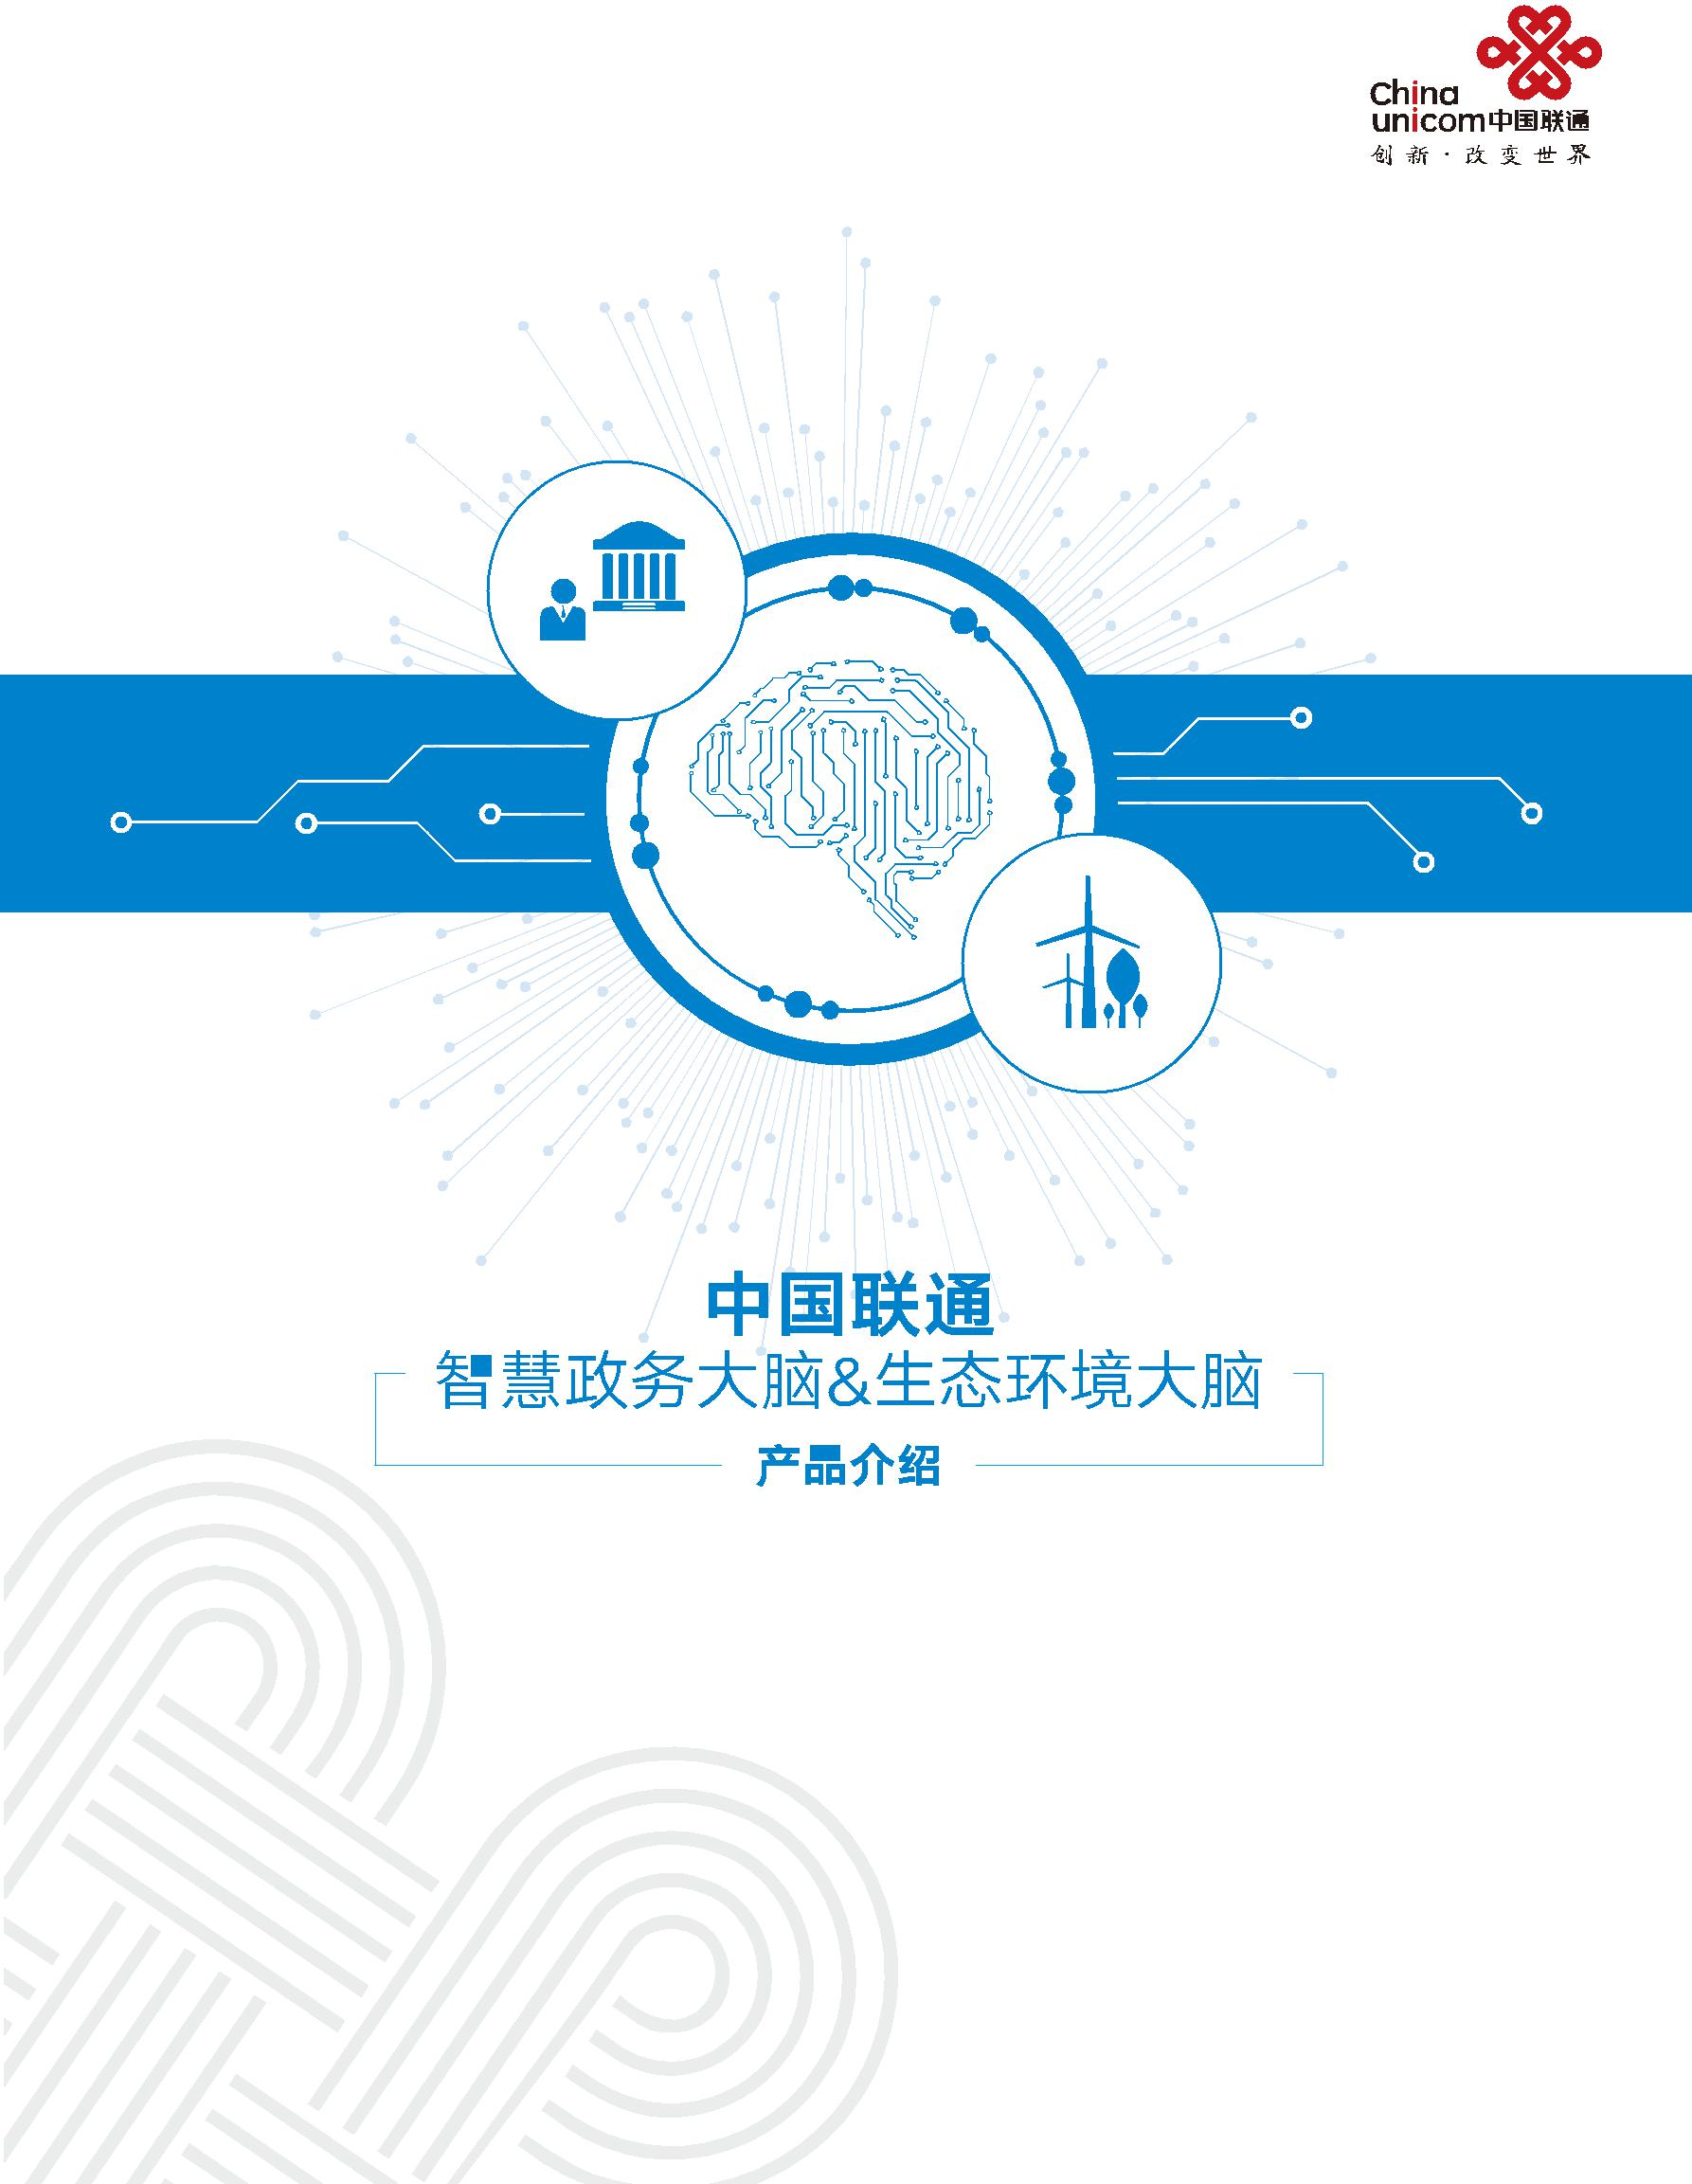 China
unicom中国联通
创新·改变世界
中国联通
智慧政务大脑&生态环境大脑
产品介绍